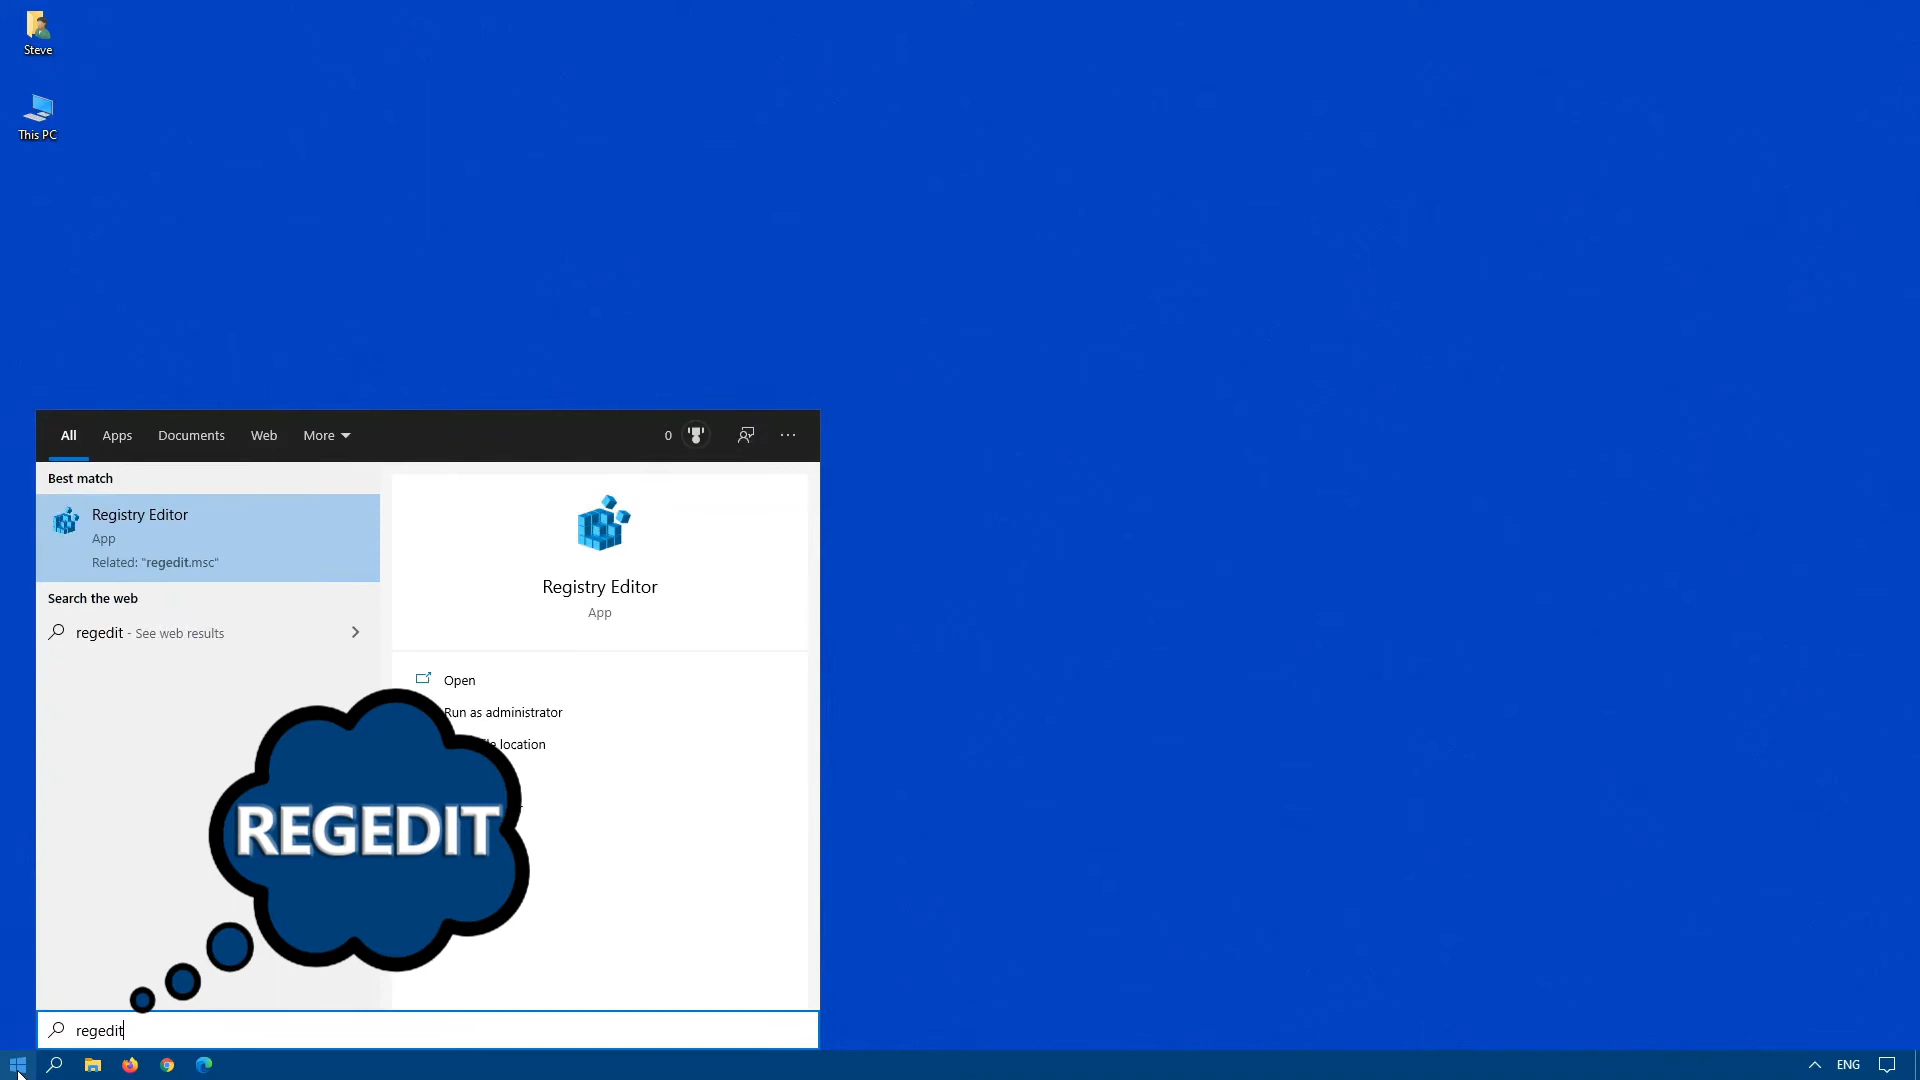 Steve
This PC
All Apps Documents Web More 0
Best match
Registry Editor
App
Related: "regedit.msc"
Search the web
regedit - See web results
Registry Editor
App
Open
Run as administrator
location
REGEDIT
regedit
ENG